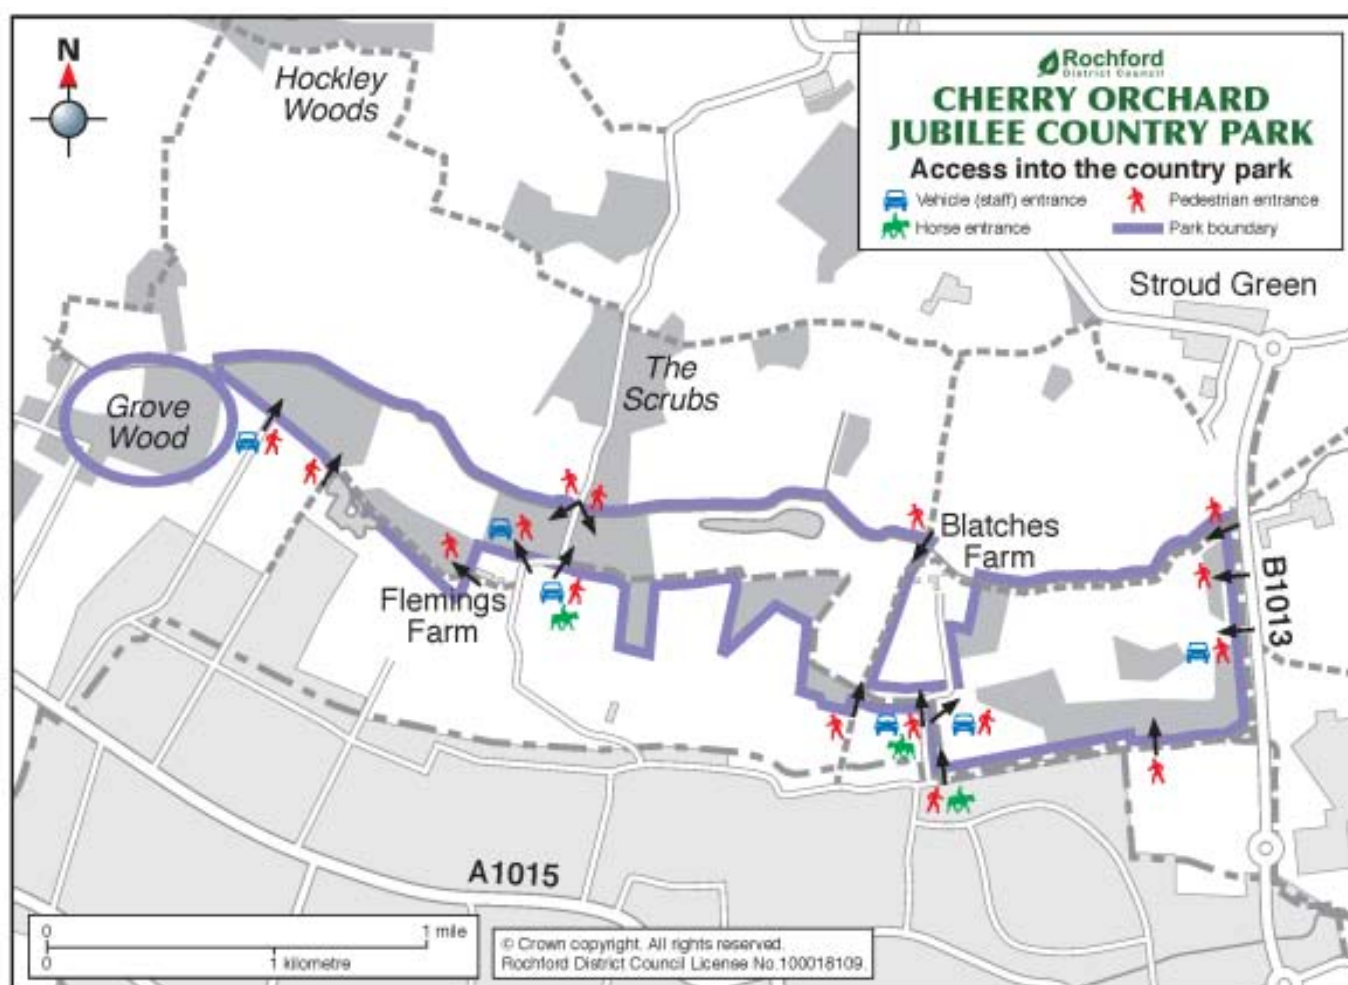 N
Hockley
Woods
Rochford
District Council
CHERRY ORCHARD
JUBILEE COUNTRY PARK
Access into the country park
Vehicle (staff) entrance
Pedestrian entrance
Horse entrance
Park boundary
Stroud Green
The
Scrubs
Grove
Wood
Blatches
Farm
Flemings
Farm
B1013
A1015
0
1 mile
0
1 kilometre
© Crown copyright. All rights reserved.
Rochford District Council License No.100018109.